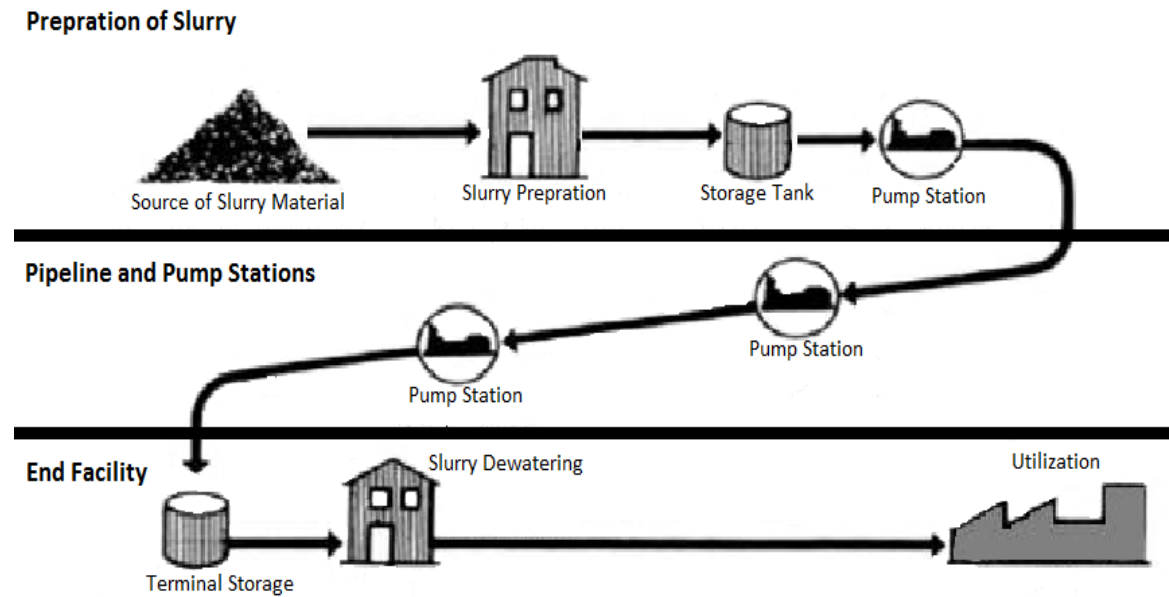 Prepration of Slurry
Source of Slurry Material
Slurry Prepration
Storage Tank
Pump Station
Pipeline and Pump Stations
Pump Station
Pump Station
End Facility
Slurry Dewatering
Utilization
Terminal Storage